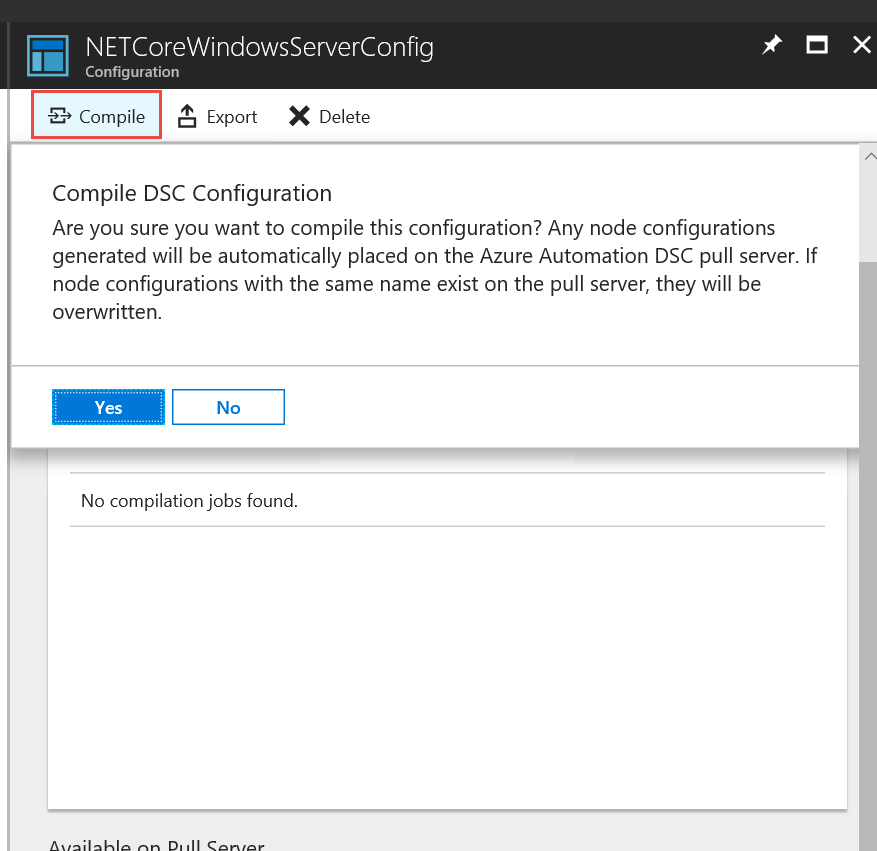 NETCoreWindowsServerConfig
Configuration
Compile Export Delete
Compile DSC Configuration
Are you sure you want to compile this configuration? Any node configurations
generated will be automatically placed on the Azure Automation DSC pull server. If
node configurations with the same name exist on the pull server, they will be
overwritten.
Yes No
No compilation jobs found.
Available on Pull Server